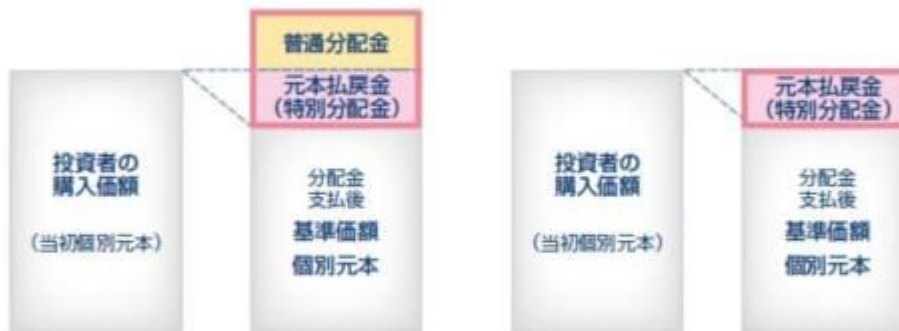 普通分配金
元本払戻金
（特別分配金）
投資者の
購入価額
（当初個別元本）
分配金
支払後
基準価額
個別元本
元本払戻金
（特別分配金）
投資者の
購入価額
（当初個別元本）
分配金
支払後
基準価額
個別元本